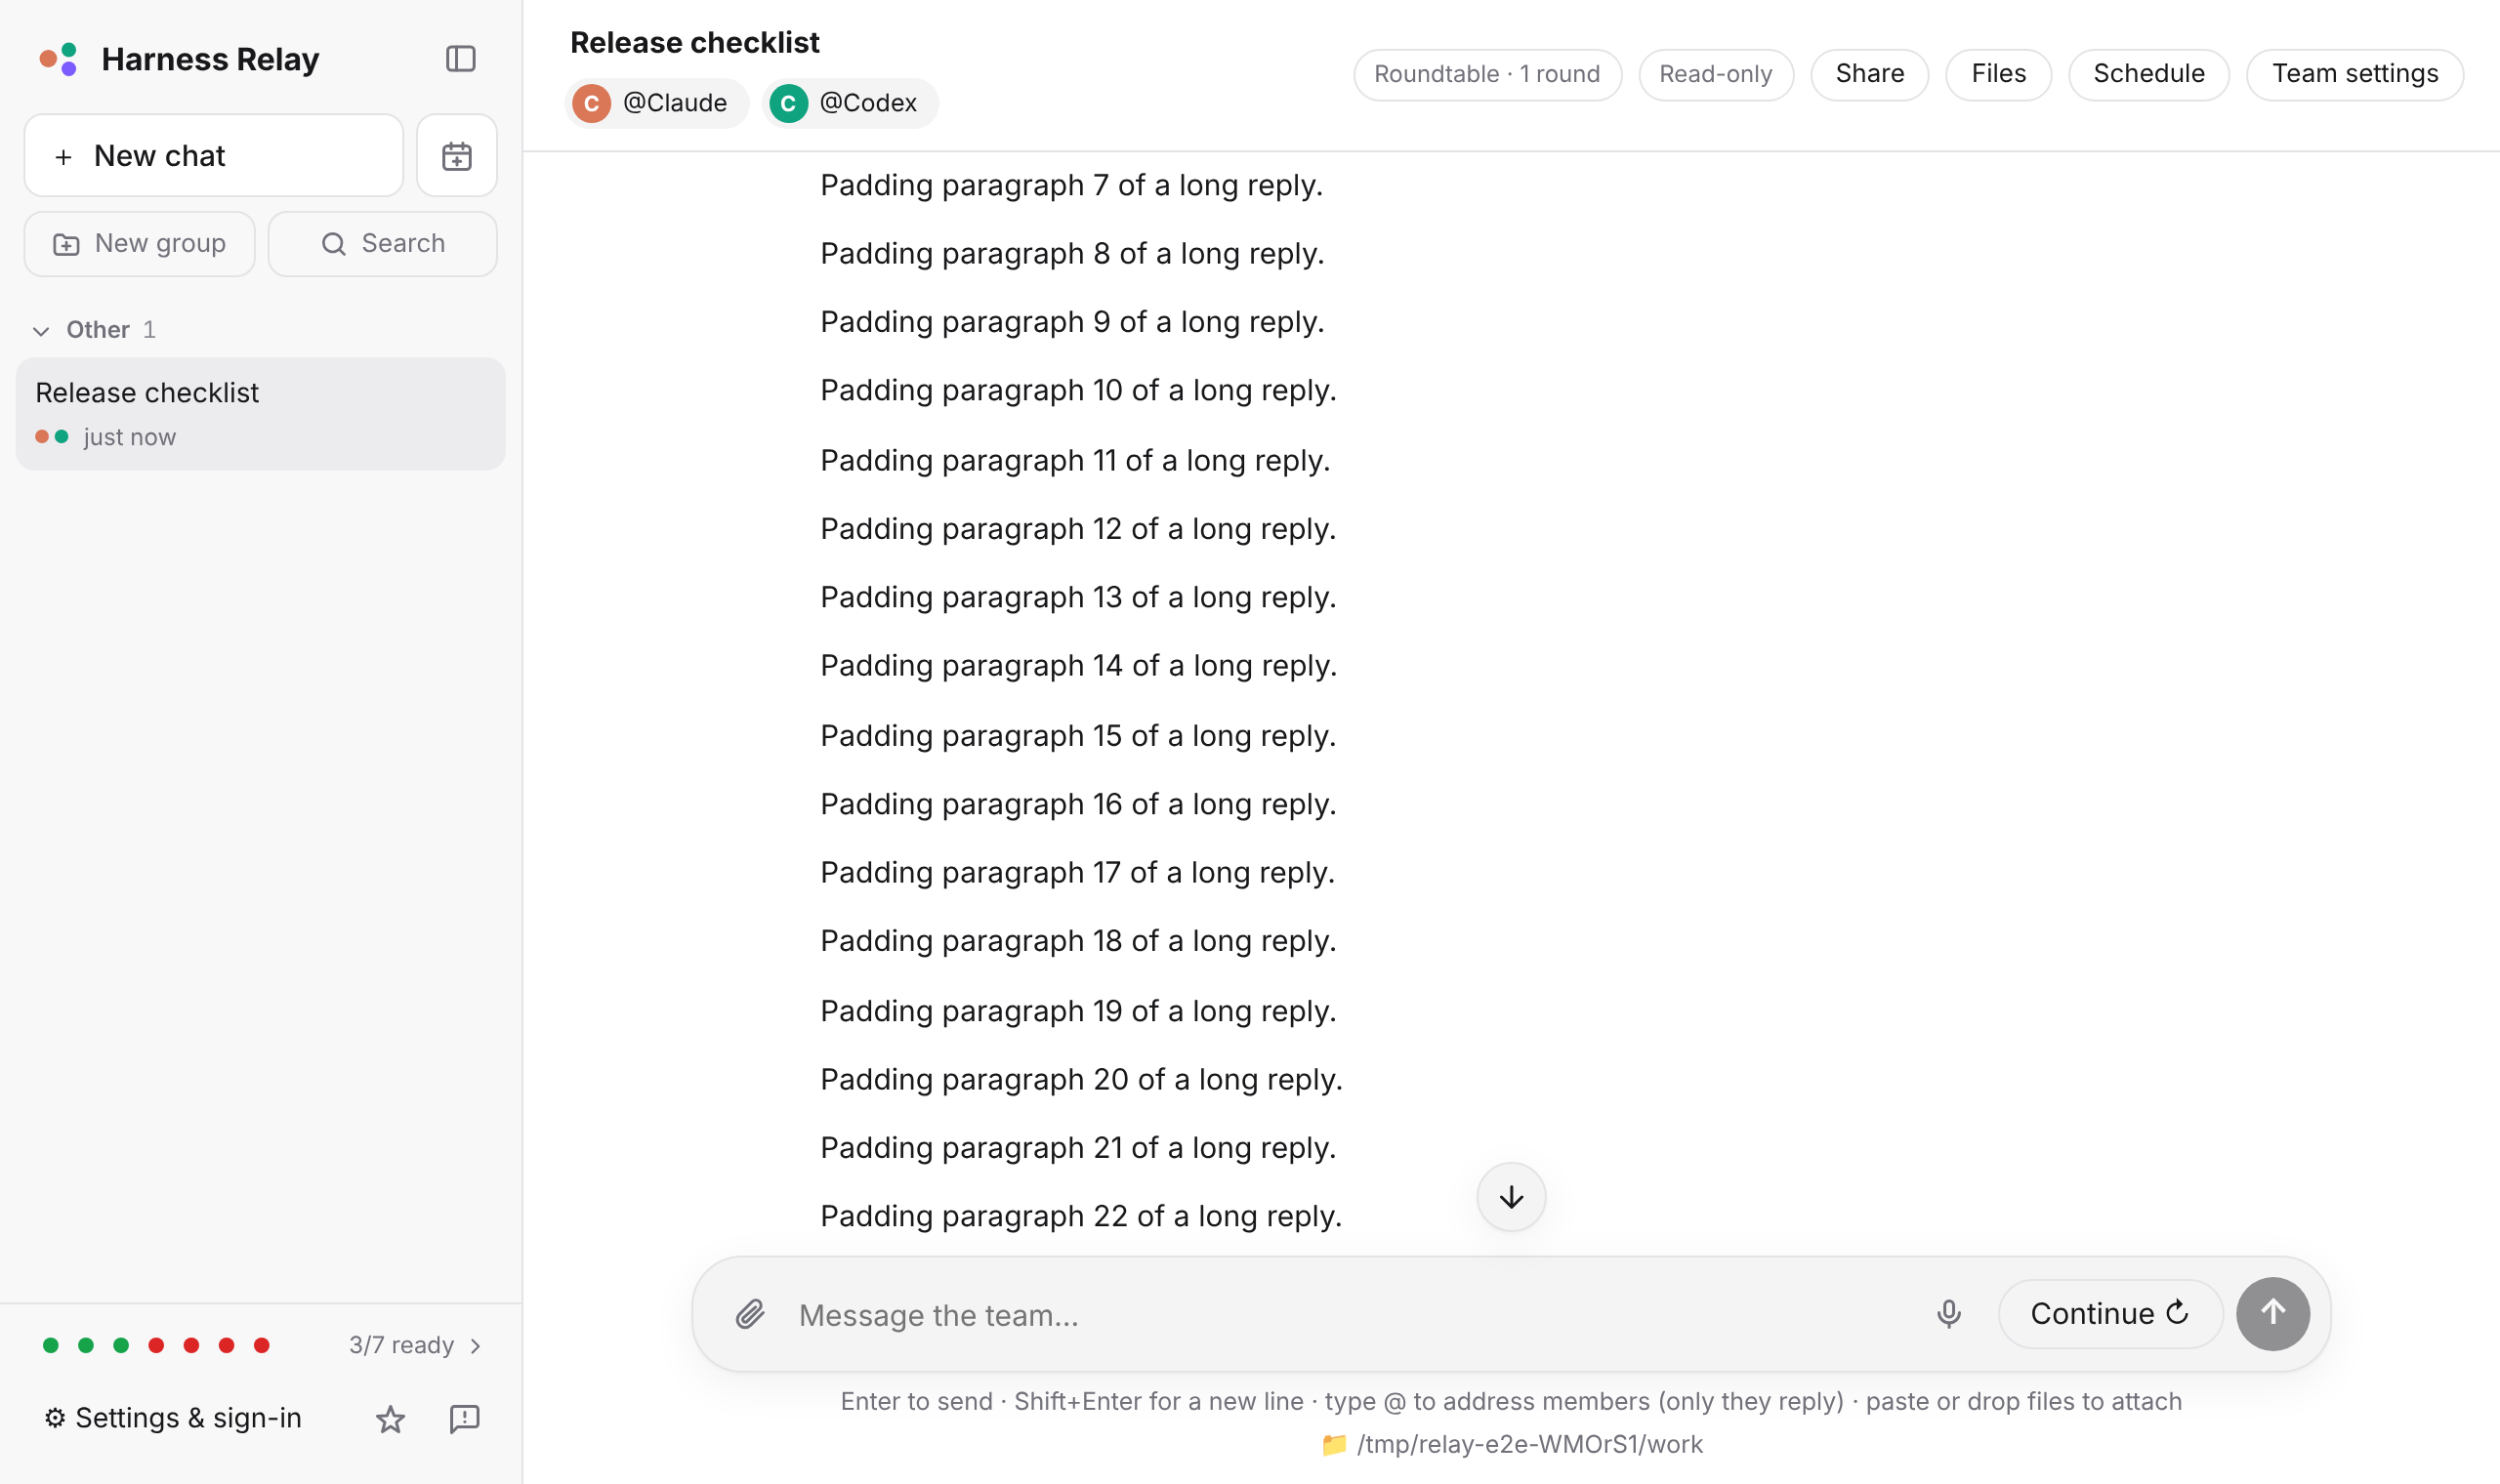 Harness Relay
+ New chat
New group
Search
Other 1
Release checklist
just now
3/7 ready
Settings & sign-in
Release checklist
C @Claude
C @Codex
Roundtable · 1 round
Read-only
Share
Files
Schedule
Team settings
Padding paragraph 7 of a long reply.
Padding paragraph 8 of a long reply.
Padding paragraph 9 of a long reply.
Padding paragraph 10 of a long reply.
Padding paragraph 11 of a long reply.
Padding paragraph 12 of a long reply.
Padding paragraph 13 of a long reply.
Padding paragraph 14 of a long reply.
Padding paragraph 15 of a long reply.
Padding paragraph 16 of a long reply.
Padding paragraph 17 of a long reply.
Padding paragraph 18 of a long reply.
Padding paragraph 19 of a long reply.
Padding paragraph 20 of a long reply.
Padding paragraph 21 of a long reply.
Padding paragraph 22 of a long reply.
Message the team...
Continue
Enter to send · Shift+Enter for a new line · type @ to address members (only they reply) · paste or drop files to attach
/tmp/relay-e2e-WMOrS1/work